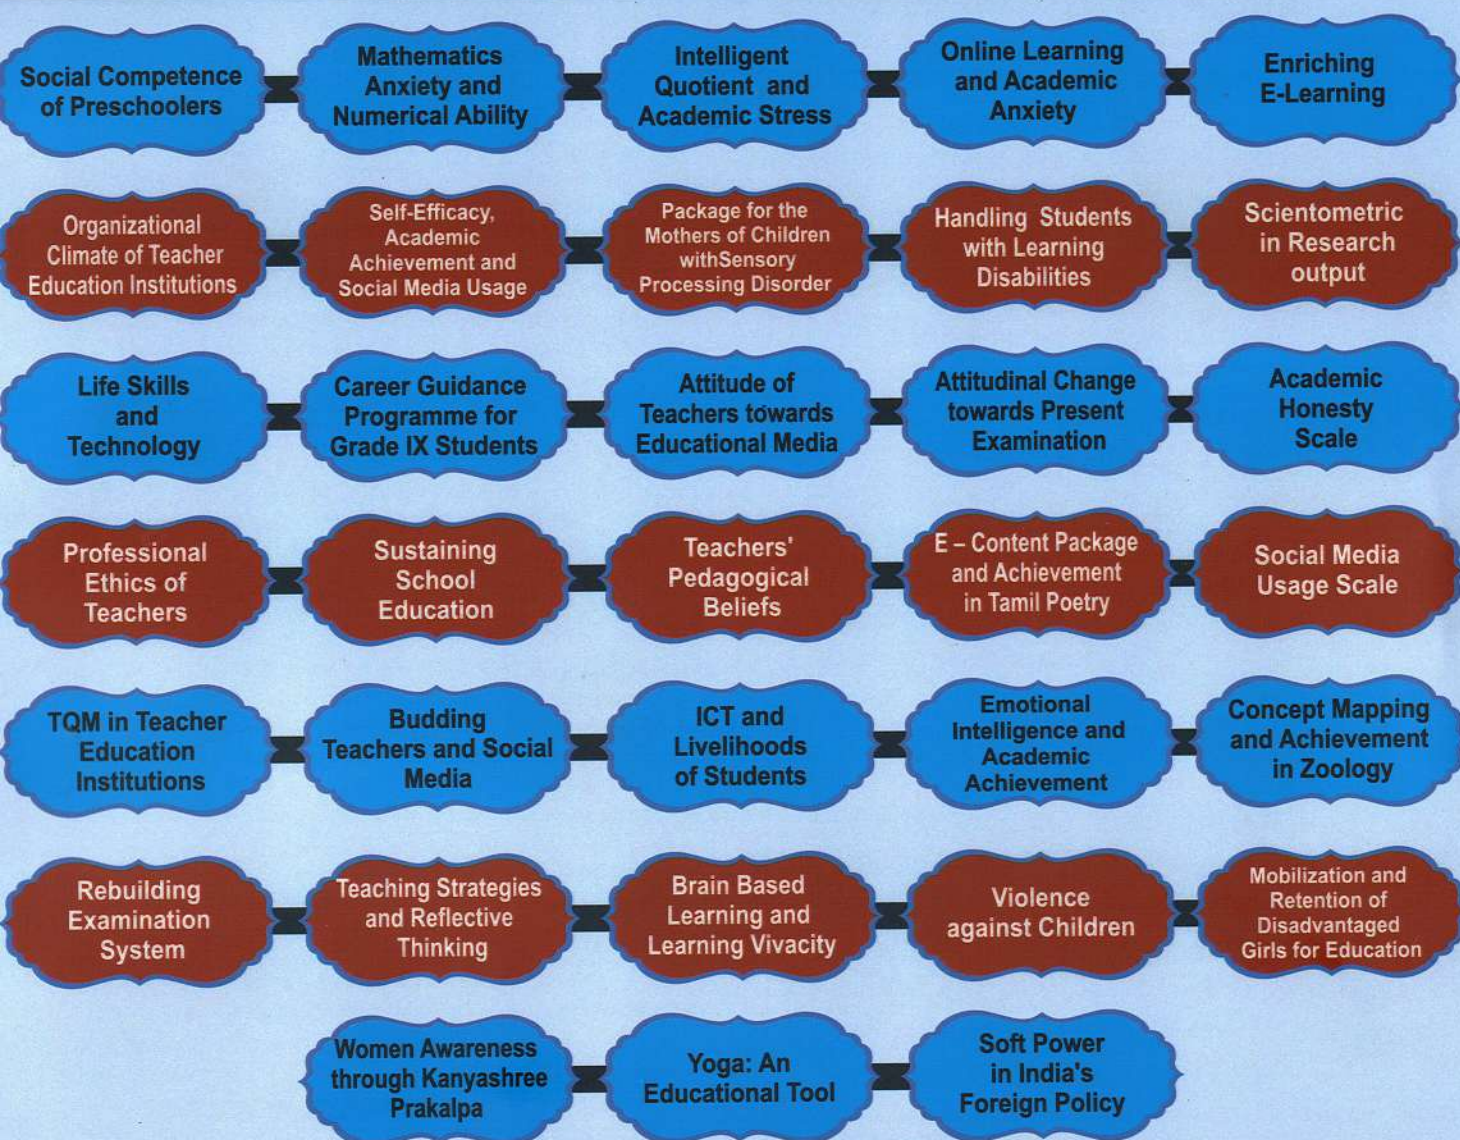 Social Competence
of Preschoolers
Mathematics
Anxiety and
Numerical Ability
Intelligent
Quotient and
Academic Stress
Online Learning
and Academic
Anxiety
Enriching
E-Learning
Organizational
Climate of Teacher
Education Institutions
Self-Efficacy,
Academic
Achievement and
Social Media Usage
Package for the
Mothers of Children
withSensory
Processing Disorder
Handling Students
with Learning
Disabilities
Scientometric
in Research
output
Life Skills
and
Technology
Career Guidance
Programme for
Grade IX Students
Attitude of
Teachers towards
Educational Media
Attitudinal Change
towards Present
Examination
Academic
Honesty
Scale
Professional
Ethics of
Teachers
Sustaining
School
Education
Teachers'
Pedagogical
Beliefs
E – Content Package
and Achievement
in Tamil Poetry
Social Media
Usage Scale
TQM in Teacher
Education
Institutions
Budding
Teachers and Social
Media
ICT and
Livelihoods
of Students
Emotional
Intelligence and
Academic
Achievement
Concept Mapping
and Achievement
in Zoology
Rebuilding
Examination
System
Teaching Strategies
and Reflective
Thinking
Brain Based
Learning and
Learning Vivacity
Violence
against Children
Mobilization and
Retention of
Disadvantaged
Girls for Education
Women Awareness
through Kanyashree
Prakalpa
Yoga: An
Educational Tool
Soft Power
in India's
Foreign Policy